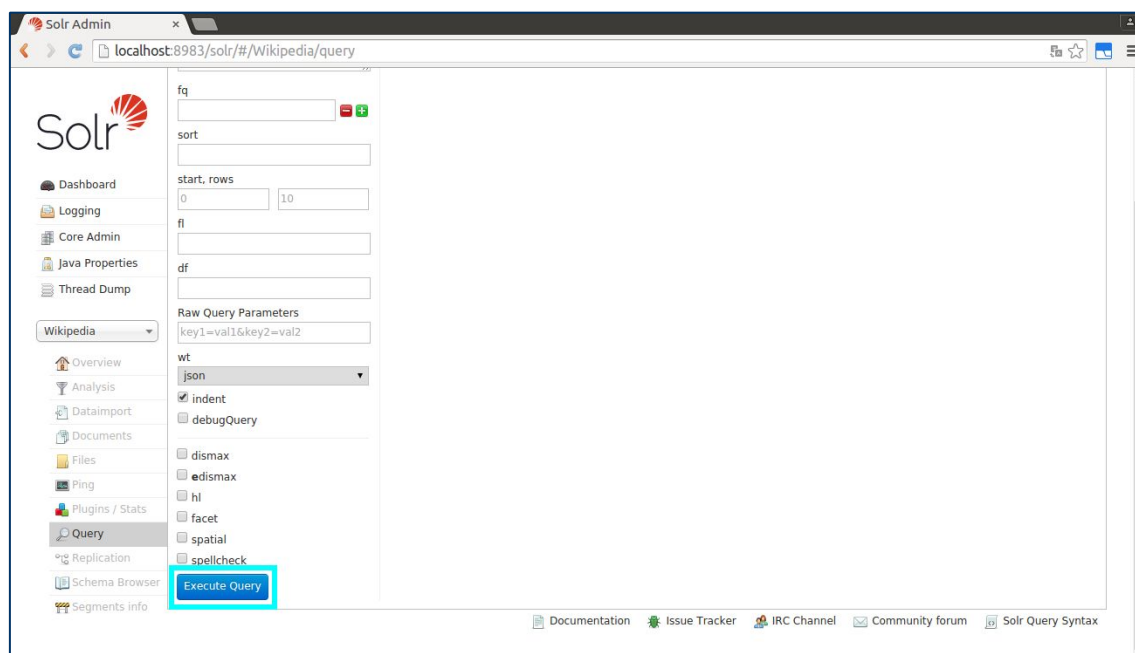 Solr Admin
localhost:8983/solr/#/Wikipedia/query
Solr
Dashboard
Logging
Core Admin
Java Properties
Thread Dump
Wikipedia
Overview
Analysis
Dataimport
Documents
Files
Ping
Plugins / Stats
Query
Replication
Schema Browser
Segments info
fq
sort
start, rows
0 10
fl
df
Raw Query Parameters
key1=val1&key2=val2
wt
json
indent
debugQuery
dismax
edismax
hl
facet
spatial
spellcheck
Execute Query
Documentation Issue Tracker IRC Channel Community forum Solr Query Syntax